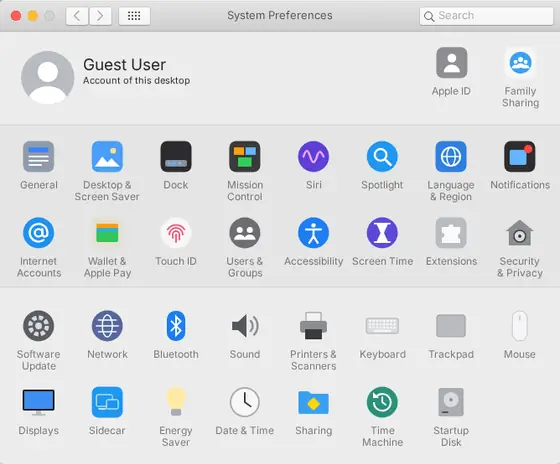 System Preferences
Search
Guest User
Account of this desktop
Apple ID
Family
Sharing
General
Desktop &
Screen Saver
Dock
Mission
Control
Siri
Spotlight
Language
& Region
Notifications
Internet
Accounts
Wallet &
Apple Pay
Touch ID
Users &
Groups
Accessibility
Screen Time
Extensions
Security
& Privacy
Software
Update
Network
Bluetooth
Sound
Printers &
Scanners
Keyboard
Trackpad
Mouse
Displays
Sidecar
Energy
Saver
Date & Time
Sharing
Time
Machine
Startup
Disk